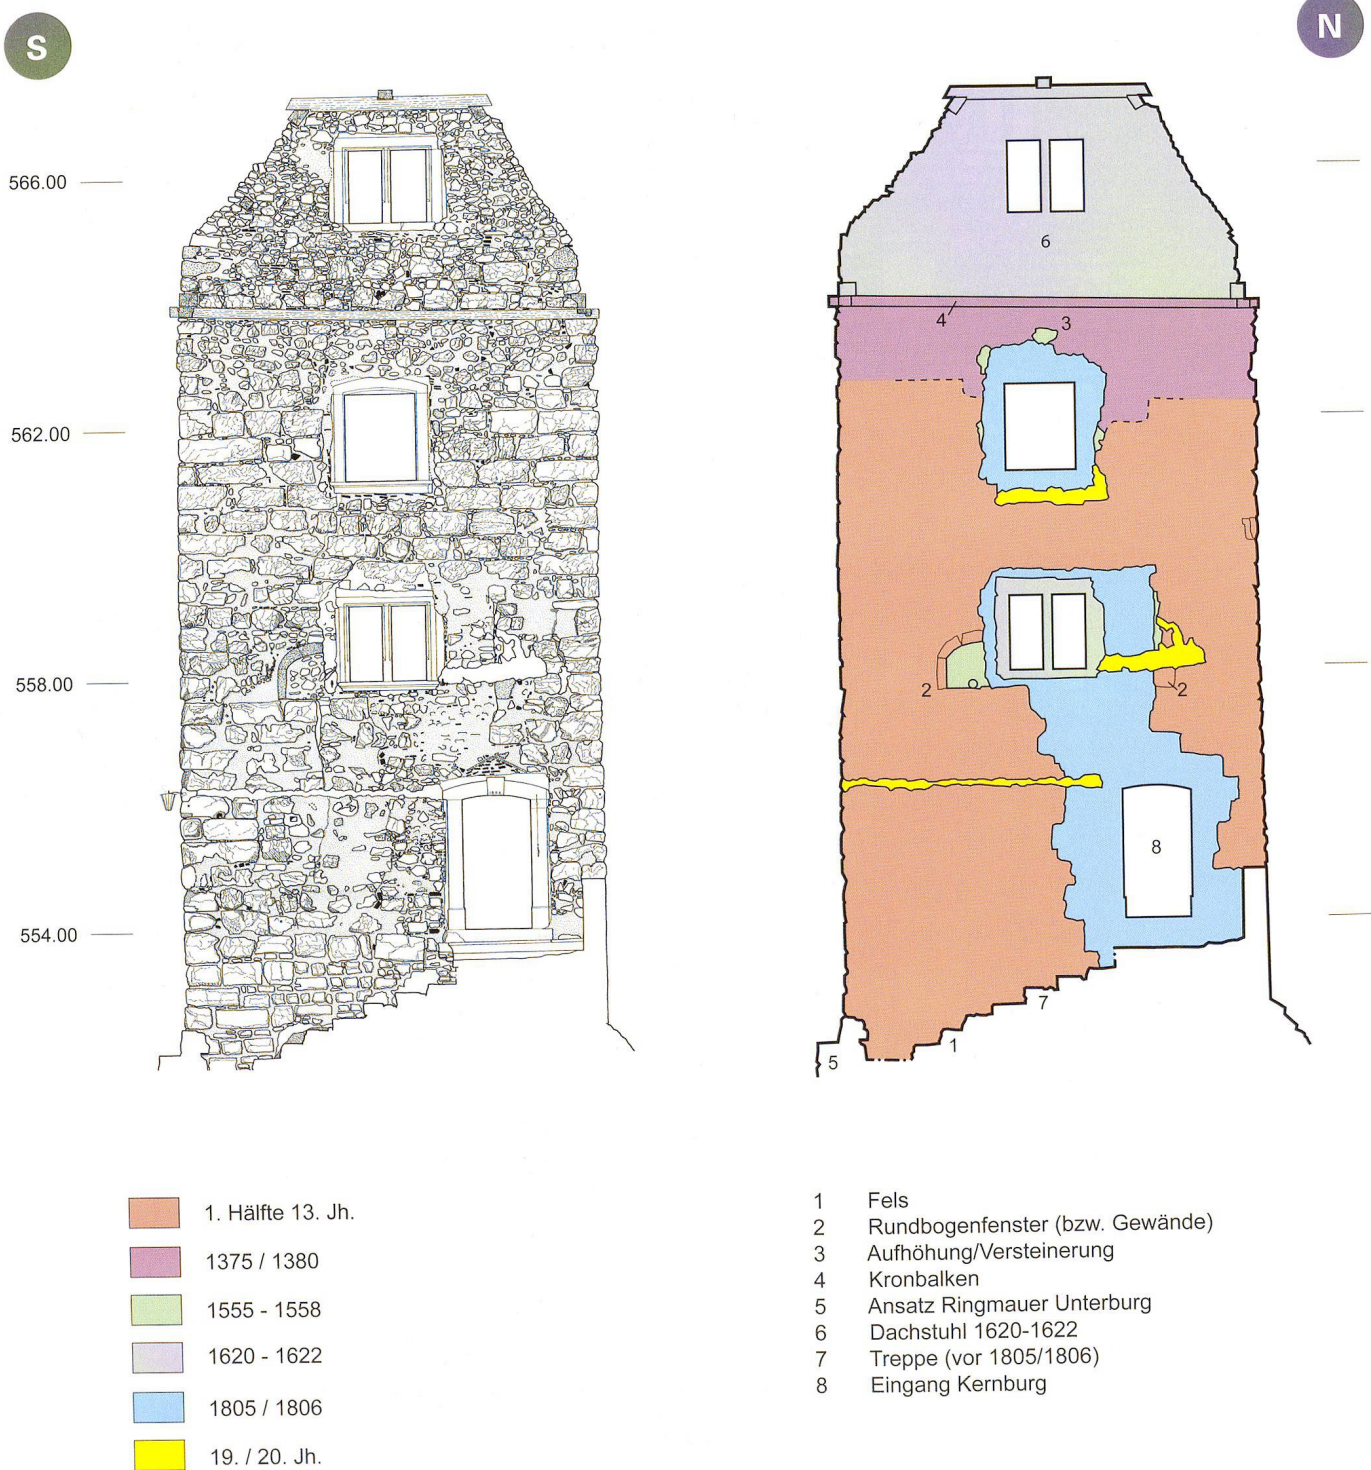 S
N
566.00
562.00
558.00
554.00
6
4
3
2
2
8
7
1
5
1. Hälfte 13. Jh.
1375 / 1380
1555 - 1558
1620 - 1622
1805 / 1806
19. / 20. Jh.
1 Fels
2 Rundbogenfenster (bzw. Gewände)
3 Aufhöhung/Versteinerung
4 Kronbalken
5 Ansatz Ringmauer Unterburg
6 Dachstuhl 1620-1622
7 Treppe (vor 1805/1806)
8 Eingang Kernburg